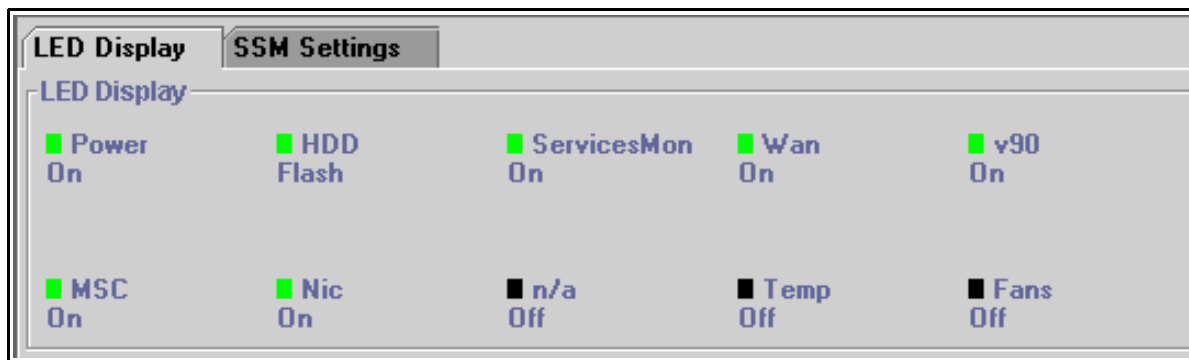 LED Display SSM Settings
LED Display
Power HDD ServicesMon Wan v90
On Flash On On On
MSC Nic n/a Temp Fans
On On Off Off Off